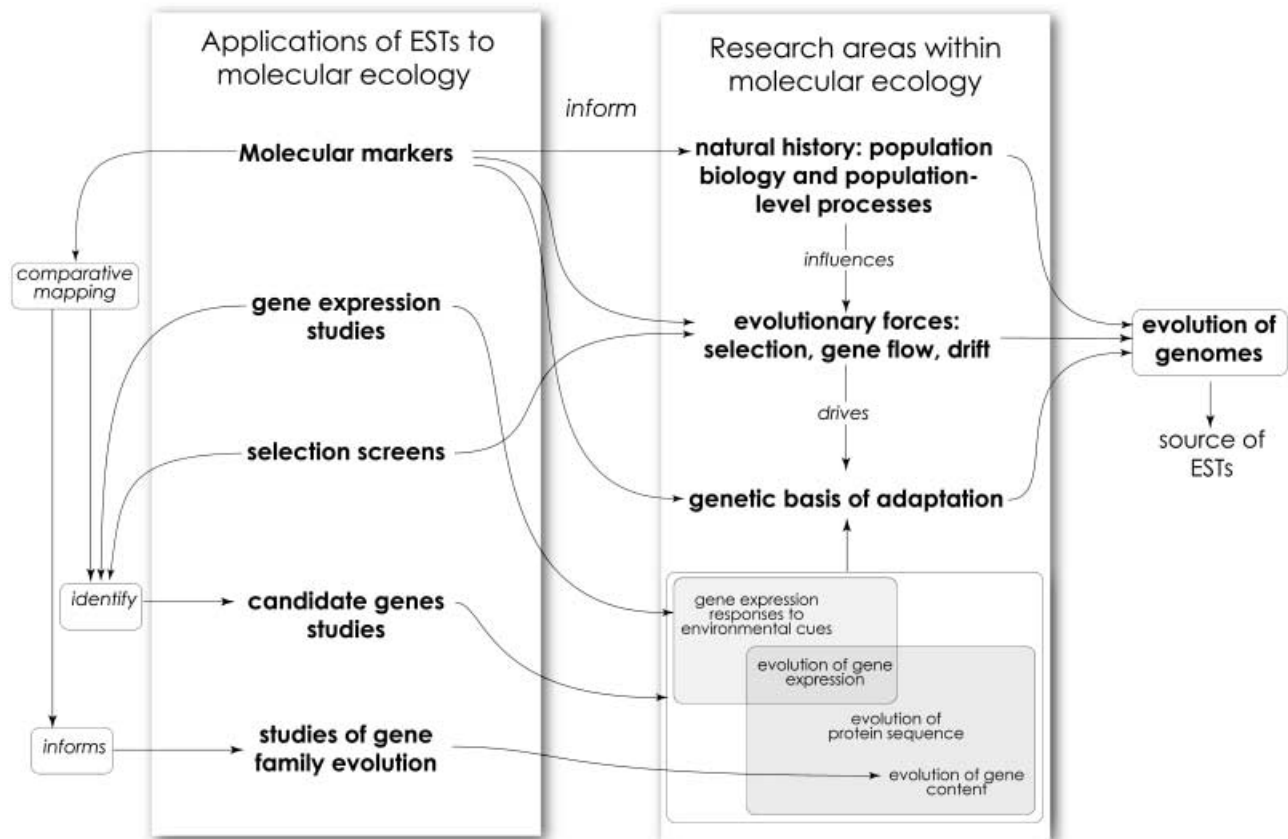 Applications of ESTs to
molecular ecology
Molecular markers
comparative
mapping
gene expression
studies
selection screens
identify
candidate genes
studies
informs
studies of gene
family evolution
inform
Research areas within
molecular ecology
natural history: population
biology and population-
level processes
influences
evolutionary forces:
selection, gene flow, drift
drives
genetic basis of adaptation
gene expression
responses to
environmental cues
evolution of gene
expression
evolution of
protein sequence
evolution of gene
content
evolution of
genomes
source of
ESTs